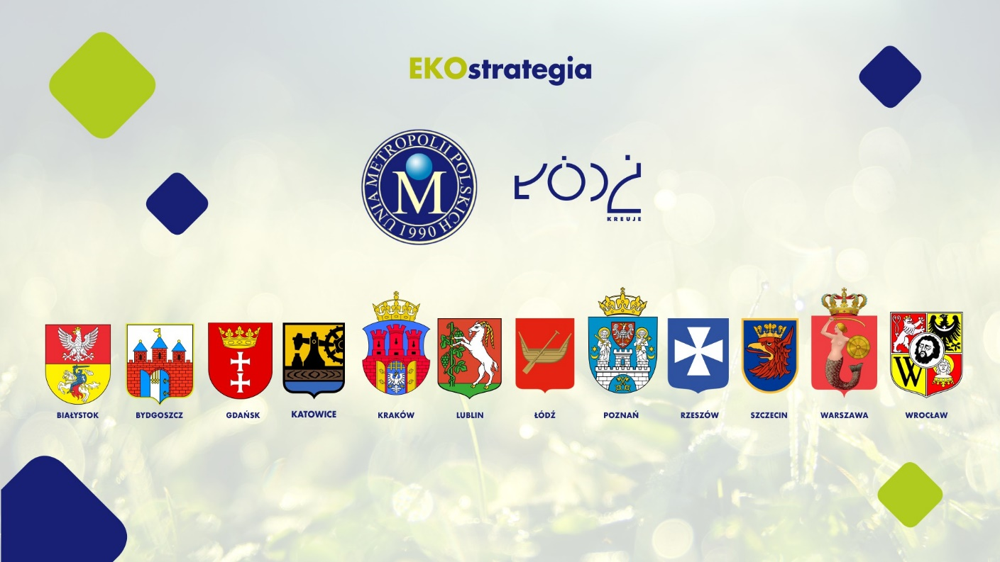 EKOstrategia
UNIA METROPOLII POLSKICH
M
1990
ŁÓDŹ
KREUJE
BIAŁYSTOK BYDGOSZCZ GDAŃSK KATOWICE KRAKÓW LUBLIN ŁÓDŹ POZNAŃ RZESZÓW SZCZECIN WARSZAWA WROCŁAW
W